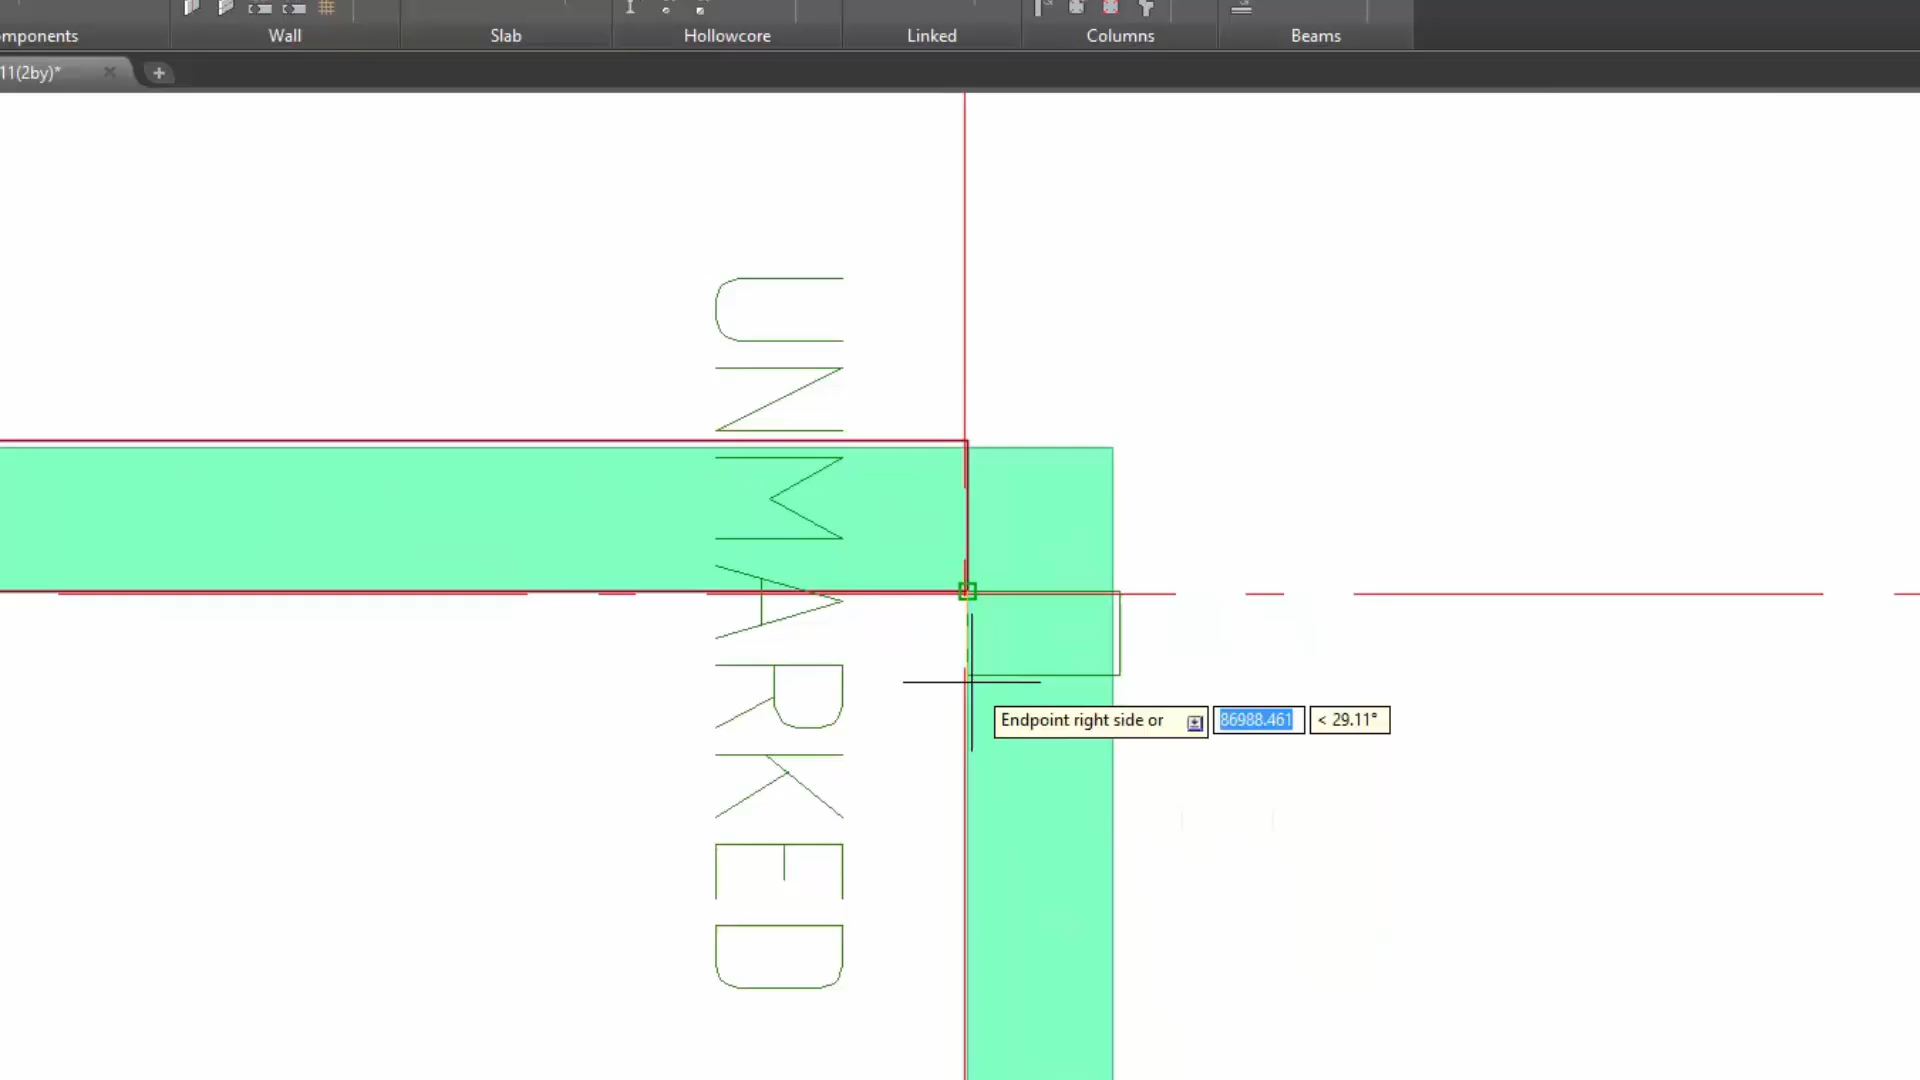 mponents
Wall
Slab
Hollowcore
Linked
Columns
Beams
11(2by)*
UNMARKED
Endpoint right side or
86988.461
< 29.11°